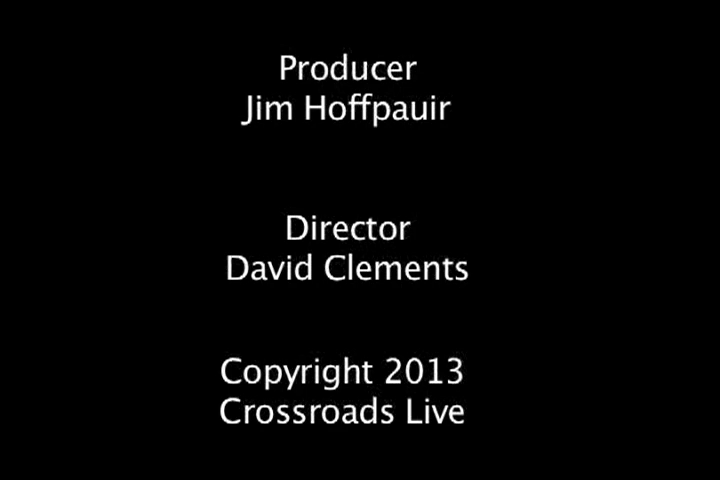 Producer
Jim Hoffpauir
Director
David Clements
Copyright 2013
Crossroads Live